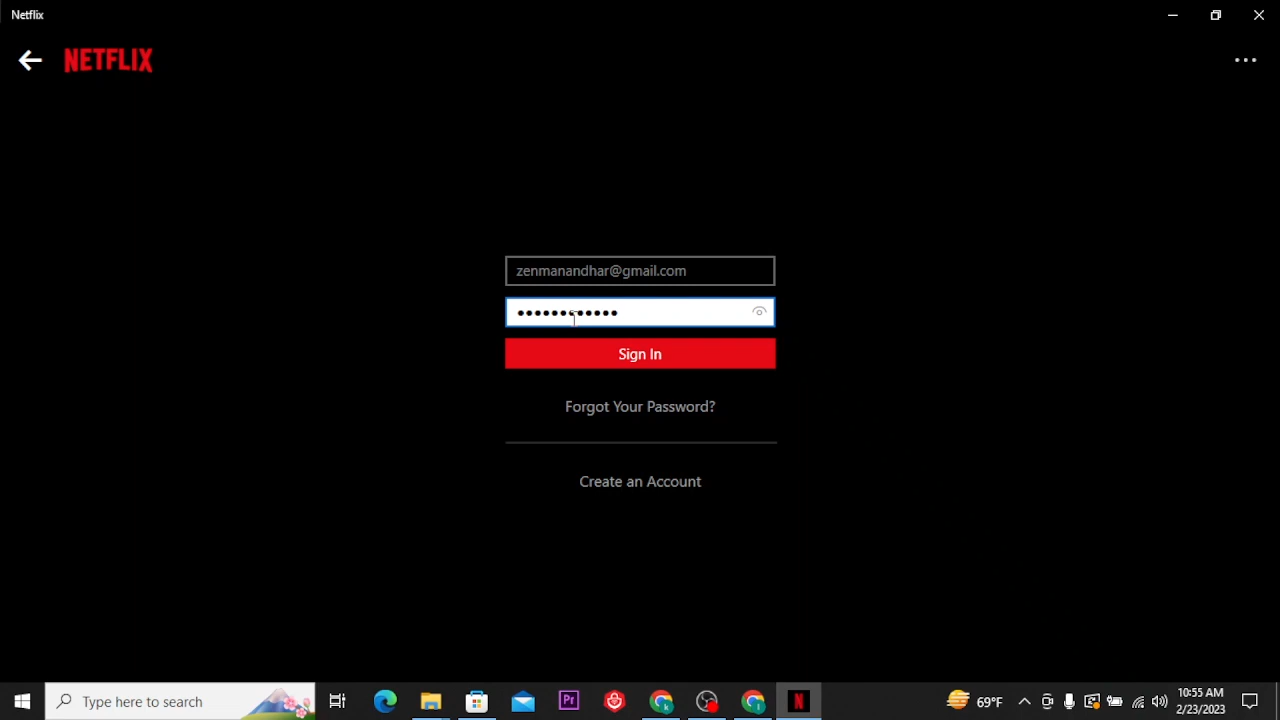 Netflix
NETFLIX
zenmanandhar@gmail.com
••••••••••••
Sign In
Forgot Your Password?
Create an Account
Type here to search
Pr
k
t
N
69°F
10:55 AM
2/23/2023